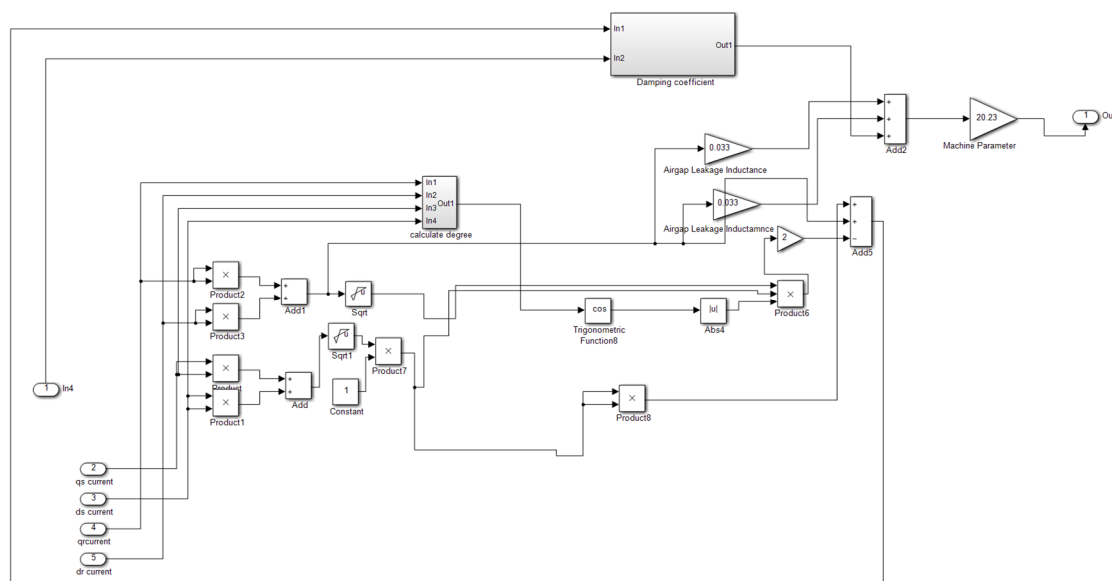 In1
In2
Out1
Damping coefficient
+
+
+
Add2
20.23
Machine Parameter
1
Ou
0.033
Airgap Leakage Inductance
In1
In2
In3
In4
Out1
calculate degree
0.033
Airgap Leakage Inductamnce
+
+
−
Add5
2
×
Product2
+
+
Add1
√u
Sqrt
×
Product3
cos
Trigonometric
Function8
|u|
Abs4
×
Product6
√u
Sqrt1
×
Product7
×
Product
+
+
Add
1
Constant
×
Product1
×
Product8
1
In4
2
qs current
3
ds current
4
qrcurrent
5
dr current